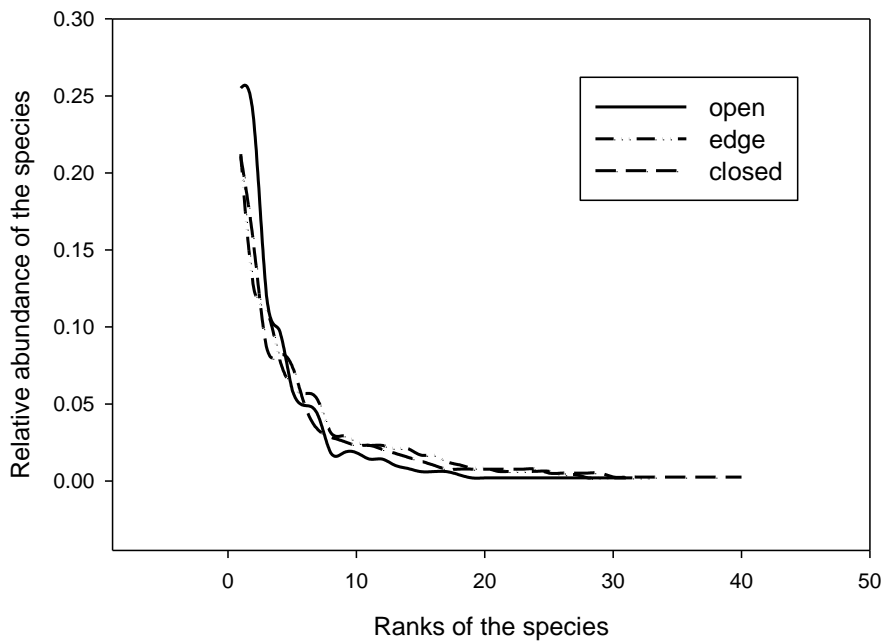 0.30
0.25
0.20
0.15
0.10
0.05
0.00
Relative abundance of the species
open
edge
closed
0 10 20 30 40 50
Ranks of the species